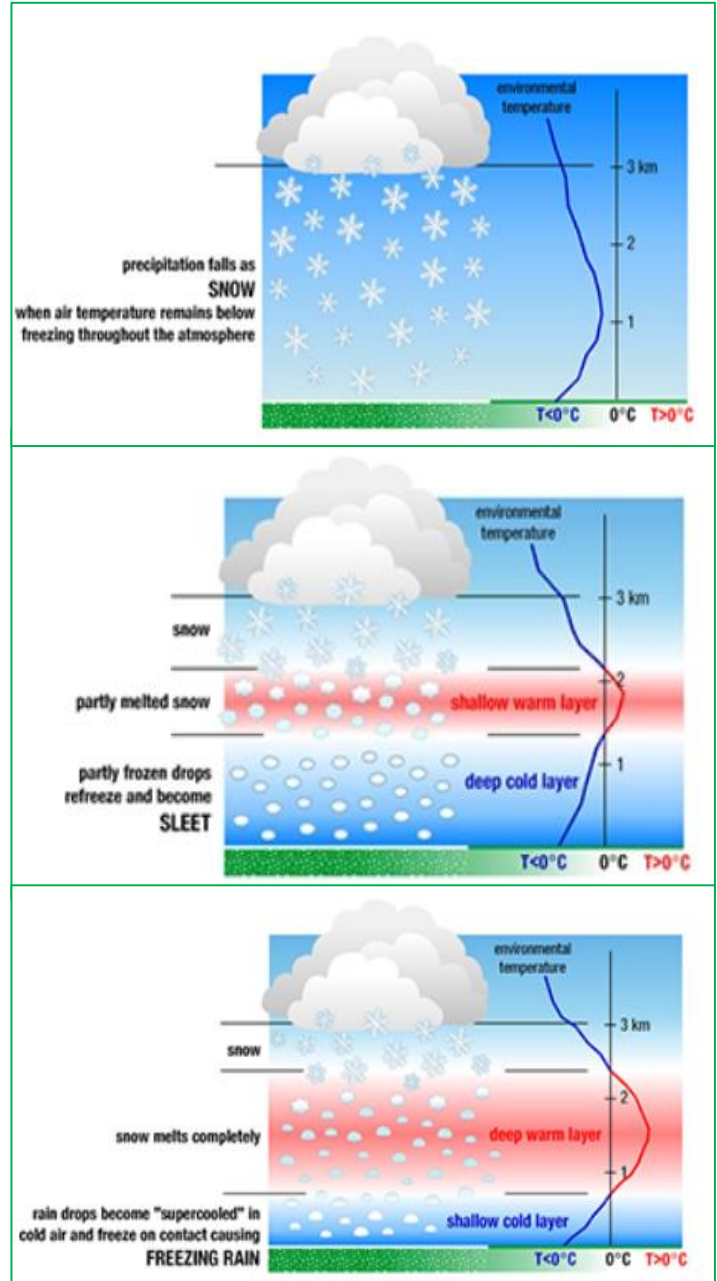 environmental
temperature
3 km
2
precipitation falls as
SNOW
when air temperature remains below
freezing throughout the atmosphere
1
T<0°C 0°C T>0°C
environmental
temperature
3 km
snow
2
partly melted snow
shallow warm layer
1
partly frozen drops
refreeze and become
SLEET
deep cold layer
T<0°C 0°C T>0°C
environmental
temperature
3 km
snow
2
snow melts completely
deep warm layer
1
rain drops become "supercooled" in
cold air and freeze on contact causing
FREEZING RAIN
shallow cold layer
T<0°C 0°C T>0°C